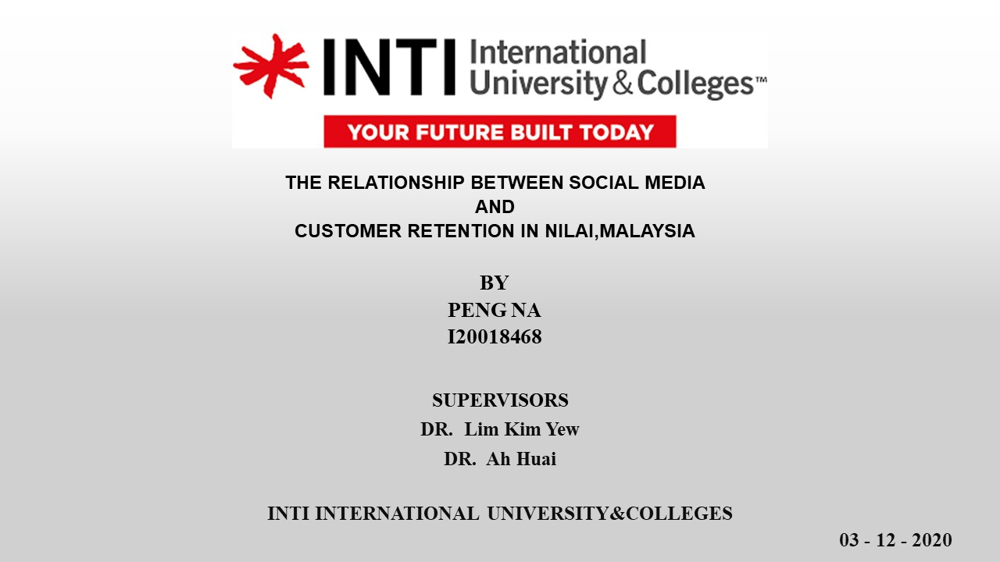 INTI International
University & Colleges™
YOUR FUTURE BUILT TODAY
THE RELATIONSHIP BETWEEN SOCIAL MEDIA
AND
CUSTOMER RETENTION IN NILAI,MALAYSIA
BY
PENG NA
I20018468
SUPERVISORS
DR. Lim Kim Yew
DR. Ah Huai
INTI INTERNATIONAL UNIVERSITY&COLLEGES
03 - 12 - 2020